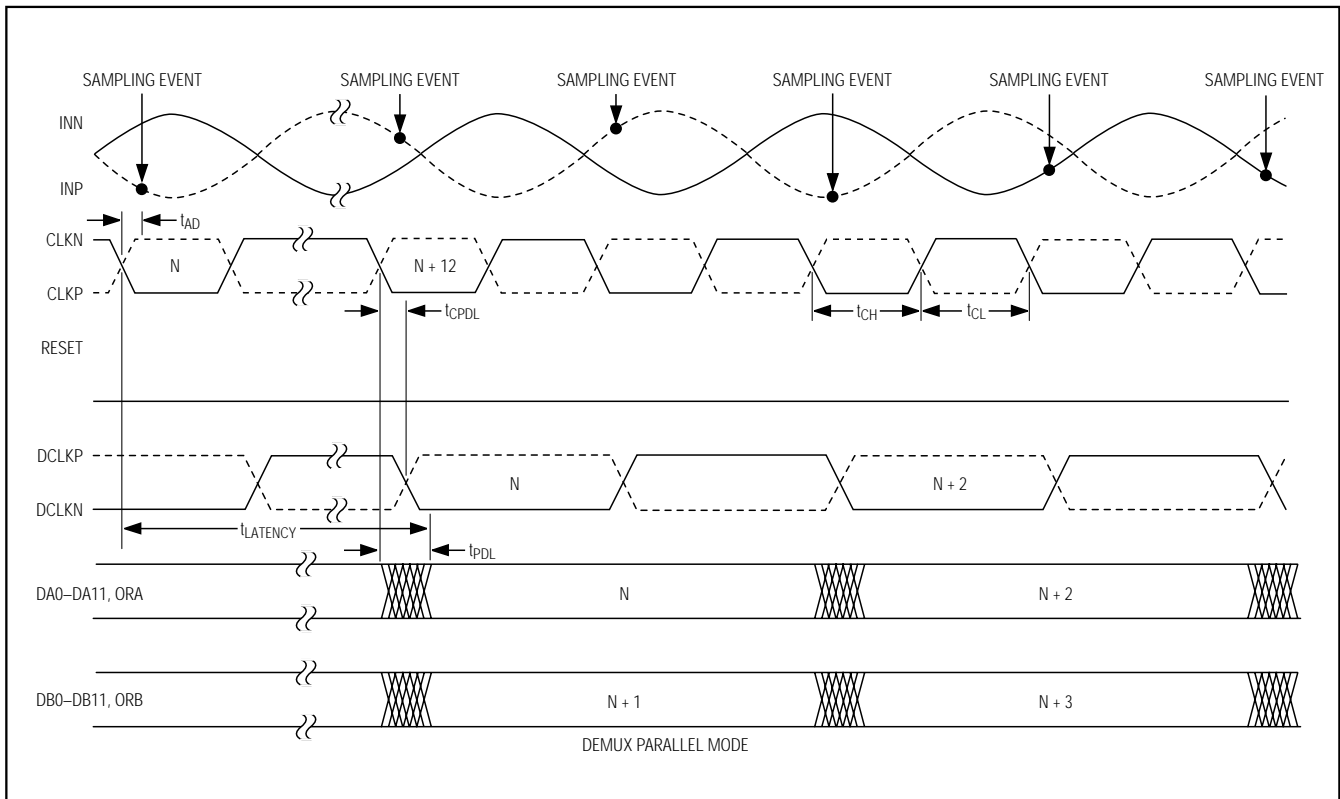 SAMPLING EVENT SAMPLING EVENT SAMPLING EVENT SAMPLING EVENT SAMPLING EVENT SAMPLING EVENT
INN
INP
tAD
CLKN
N N + 12
CLKP
tCPDL tCH tCL
RESET
DCLKP
N N + 2
DCLKN
tLATENCY
tPDL
DA0–DA11, ORA N N + 2
DB0–DB11, ORB N + 1 N + 3
DEMUX PARALLEL MODE